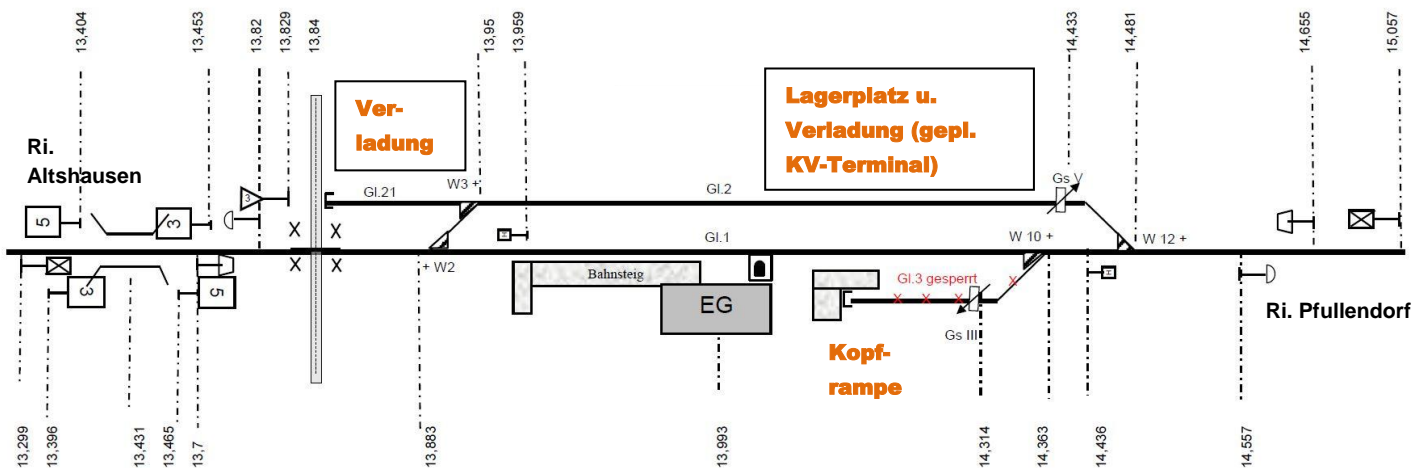 13,404
13,453
13,82
13,829
13,84
13,95
13,959
14,433
14,481
14,655
15,057
Ver-
ladung
Lagerplatz u.
Verladung (gepl.
KV-Terminal)
Ri.
Altshausen
Gl.21
W3 +
Gl.2
Gs V
5
3
3
X X
H
Gl.1
W 10 +
W 12 +
X X
+ W2
3
5
Bahnsteig
EG
Gl.3 gesperrt
X
X X X
H
Gs III
Ri. Pfullendorf
Kopf-
rampe
13,299
13,396
13,431
13,465
13,7
13,883
13,993
14,314
14,363
14,436
14,557